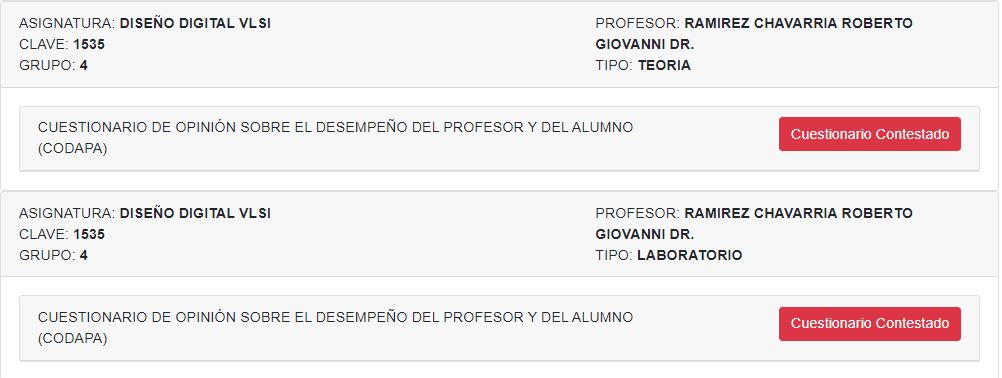 ASIGNATURA: DISEÑO DIGITAL VLSI
CLAVE: 1535
GRUPO: 4
PROFESOR: RAMIREZ CHAVARRIA ROBERTO
GIOVANNI DR.
TIPO: TEORIA
CUESTIONARIO DE OPINIÓN SOBRE EL DESEMPEÑO DEL PROFESOR Y DEL ALUMNO
(CODAPA)
Cuestionario Contestado
ASIGNATURA: DISEÑO DIGITAL VLSI
CLAVE: 1535
GRUPO: 4
PROFESOR: RAMIREZ CHAVARRIA ROBERTO
GIOVANNI DR.
TIPO: LABORATORIO
CUESTIONARIO DE OPINIÓN SOBRE EL DESEMPEÑO DEL PROFESOR Y DEL ALUMNO
(CODAPA)
Cuestionario Contestado